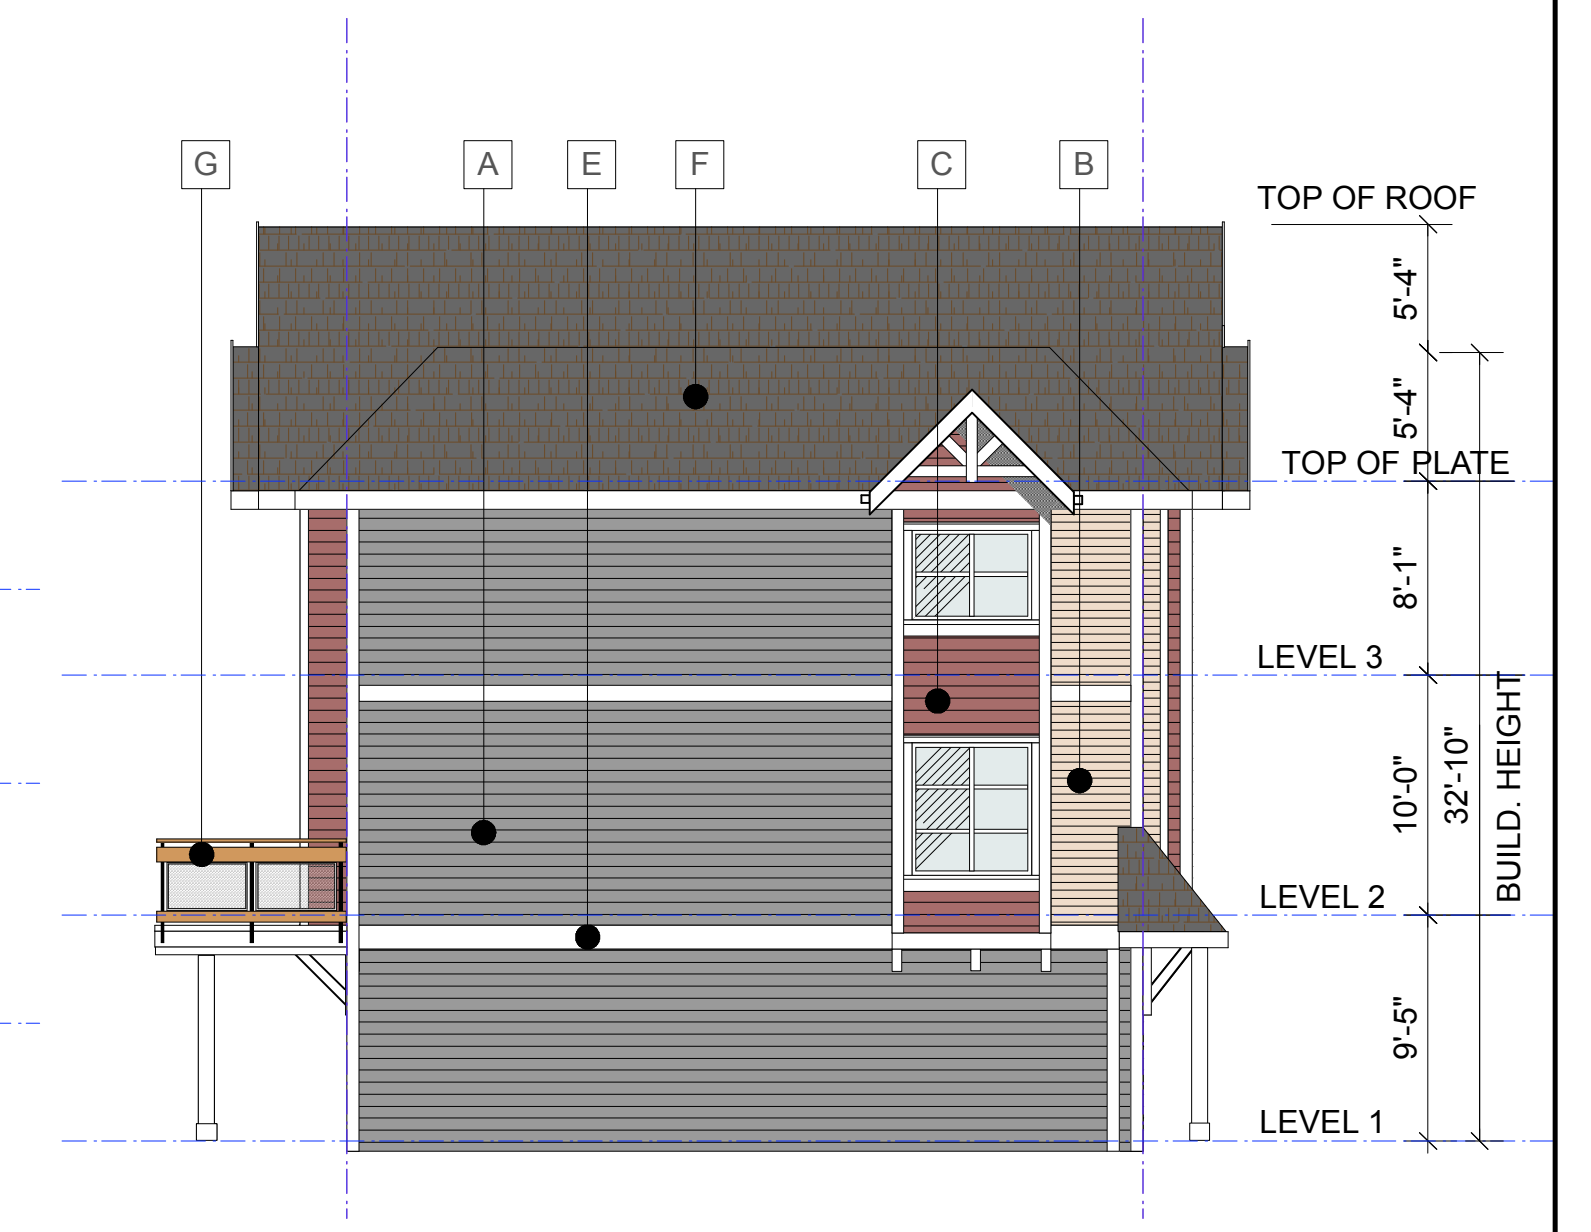 G A E F C B
TOP OF ROOF
5'-4"
5'-4"
TOP OF PLATE
8'-1"
LEVEL 3
10'-0"
32'-10"
BUILD. HEIGHT
LEVEL 2
9'-5"
LEVEL 1